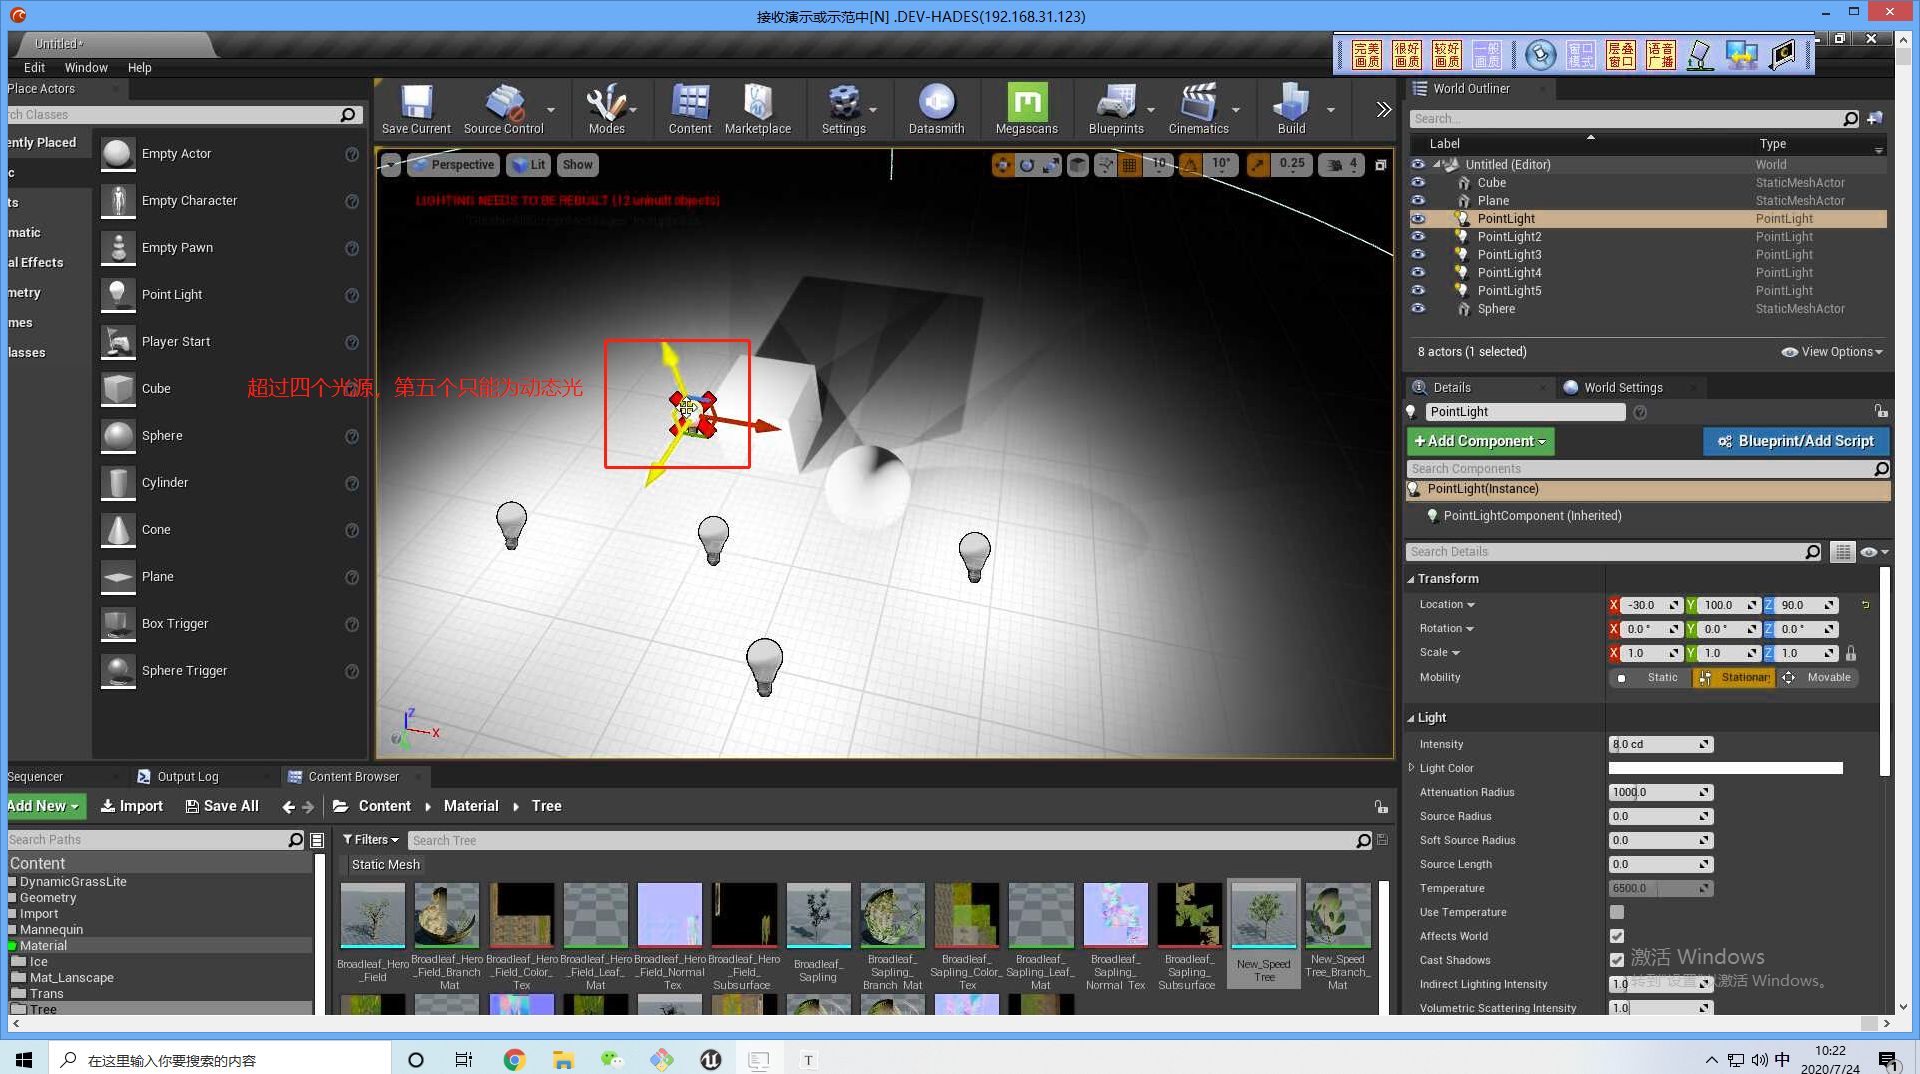 接收演示或示范中[N] .DEV-HADES(192.168.31.123)
Untitled*
完美画质 很好画质 较好画质 一般画质 窗口模式 层叠窗口 语音广播
Edit Window Help
Place Actors
rch Classes
ently Placed
c
ts
matic
al Effects
metry
mes
lasses
Empty Actor
Empty Character
Empty Pawn
Point Light
Player Start
Cube
Sphere
Cylinder
Cone
Plane
Box Trigger
Sphere Trigger
Save Current Source Control Modes Content Marketplace Settings Datasmith Megascans Blueprints Cinematics Build
Perspective Lit Show 10 10° 0.25 4
LIGHTING NEEDS TO BE REBUILT (12 unbuilt objects)
超过四个光源，第五个只能为动态光
Z
X
World Outliner
Search...
Label Type
Untitled (Editor) World
Cube StaticMeshActor
Plane StaticMeshActor
PointLight PointLight
PointLight2 PointLight
PointLight3 PointLight
PointLight4 PointLight
PointLight5 PointLight
Sphere StaticMeshActor
8 actors (1 selected) View Options
Details World Settings
PointLight
+Add Component Blueprint/Add Script
Search Components
PointLight(Instance)
PointLightComponent (Inherited)
Search Details
Transform
Location X -30.0 Y 100.0 Z 90.0
Rotation X 0.0 ° Y 0.0 ° Z 0.0 °
Scale X 1.0 Y 1.0 Z 1.0
Mobility Static Stationary Movable
Light
Intensity 8.0 cd
Light Color
Attenuation Radius 1000.0
Source Radius 0.0
Soft Source Radius 0.0
Source Length 0.0
Temperature 6500.0
Use Temperature
Affects World
Cast Shadows
Indirect Lighting Intensity 1.0
Volumetric Scattering Intensity 1.0
激活 Windows
转到"设置"以激活 Windows。
Sequencer Output Log Content Browser
Add New Import Save All Content Material Tree
Search Paths
Content
DynamicGrassLite
Geometry
Import
Mannequin
Material
Ice
Mat_Lanscape
Trans
Tree
Filters Search Tree
Static Mesh
Broadleaf_Hero_Field
Broadleaf_Hero_Field_Branch_Mat
Broadleaf_Hero_Field_Color_Tex
Broadleaf_Hero_Field_Leaf_Mat
Broadleaf_Hero_Field_Normal_Tex
Broadleaf_Hero_Field_Subsurface
Broadleaf_Sapling
Broadleaf_Sapling_Branch_Mat
Broadleaf_Sapling_Color_Tex
Broadleaf_Sapling_Leaf_Mat
Broadleaf_Sapling_Normal_Tex
Broadleaf_Sapling_Subsurface
New_SpeedTree
New_SpeedTree_Branch_Mat
在这里输入你要搜索的内容
中
10:22
2020/7/24
1